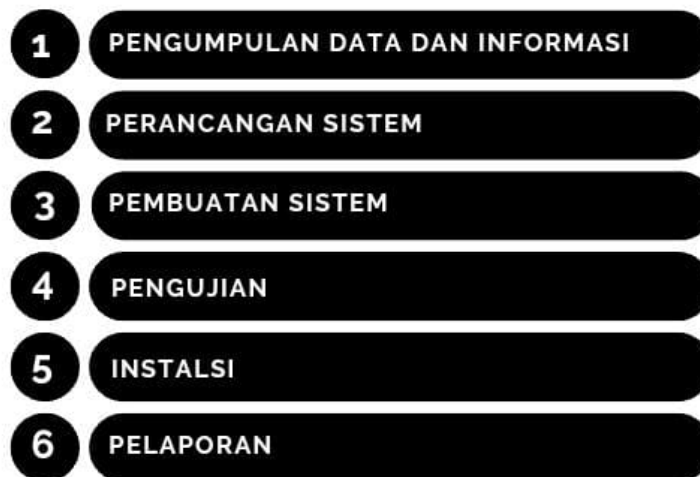 1 PENGUMPULAN DATA DAN INFORMASI
2 PERANCANGAN SISTEM
3 PEMBUATAN SISTEM
4 PENGUJIAN
5 INSTALSI
6 PELAPORAN